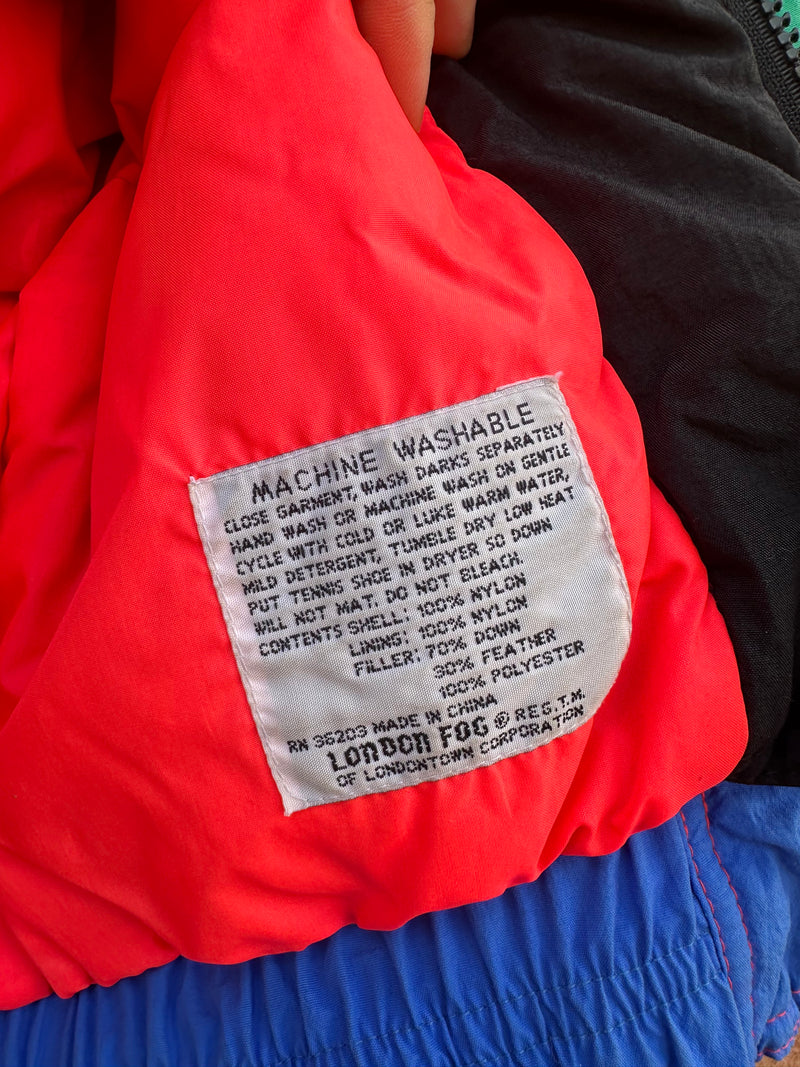 MACHINE WASHABLE
CLOSE GARMENT, WASH DARKS SEPARATELY
HAND WASH OR MACHINE WASH ON GENTLE
CYCLE WITH COLD OR LUKE WARM WATER,
MILD DETERGENT, TUMBLE DRY LOW HEAT
PUT TENNIS SHOE IN DRYER SO DOWN
WILL NOT MAT. DO NOT BLEACH.
CONTENTS SHELL: 100% NYLON
LINING: 100% NYLON
FILLER: 70% DOWN
30% FEATHER
100% POLYESTER
RN 36209 MADE IN CHINA
LONDON FOG ® REG.T.M.
OF LONDONTOWN CORPORATION